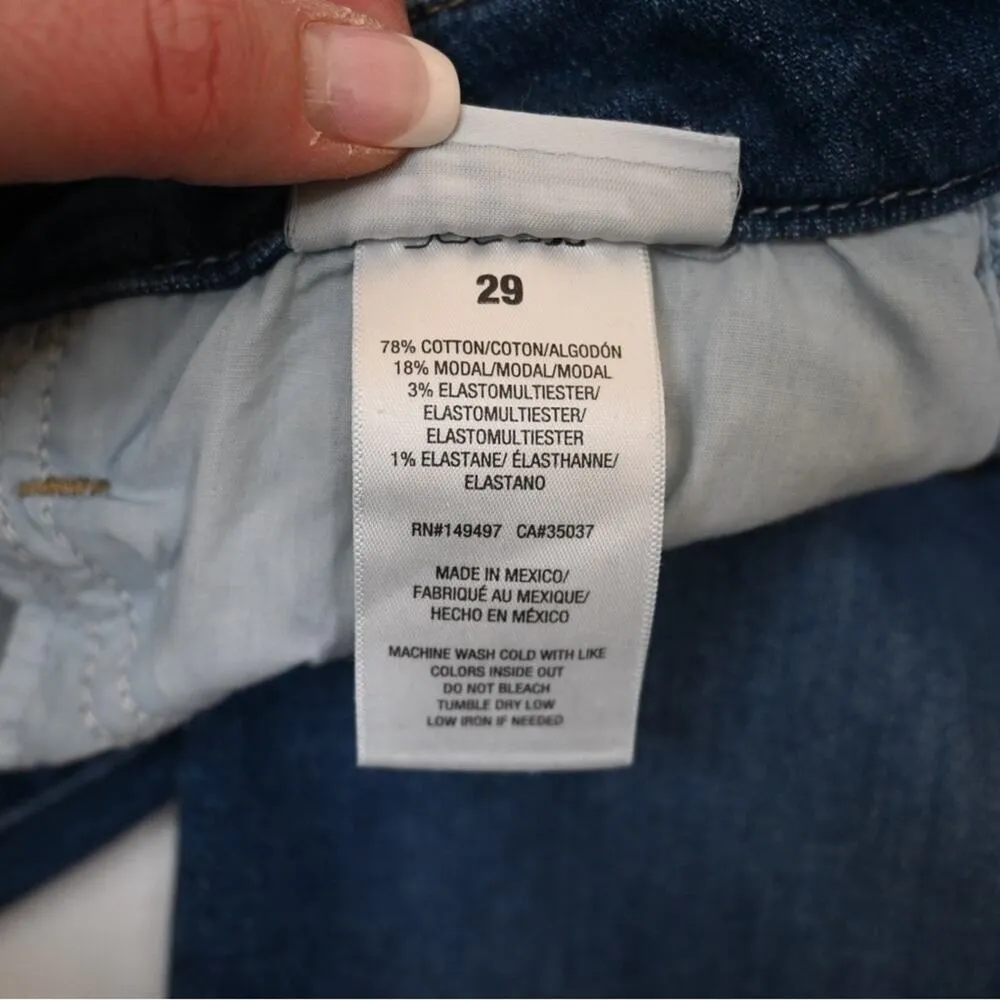 29
78% COTTON/COTON/ALGODÓN
18% MODAL/MODAL/MODAL
3% ELASTOMULTIESTER/
ELASTOMULTIESTER/
ELASTOMULTIESTER
1% ELASTANE/ ÉLASTHANNE/
ELASTANO
RN#149497 CA#35037
MADE IN MEXICO/
FABRIQUÉ AU MEXIQUE/
HECHO EN MÉXICO
MACHINE WASH COLD WITH LIKE
COLORS INSIDE OUT
DO NOT BLEACH
TUMBLE DRY LOW
LOW IRON IF NEEDED